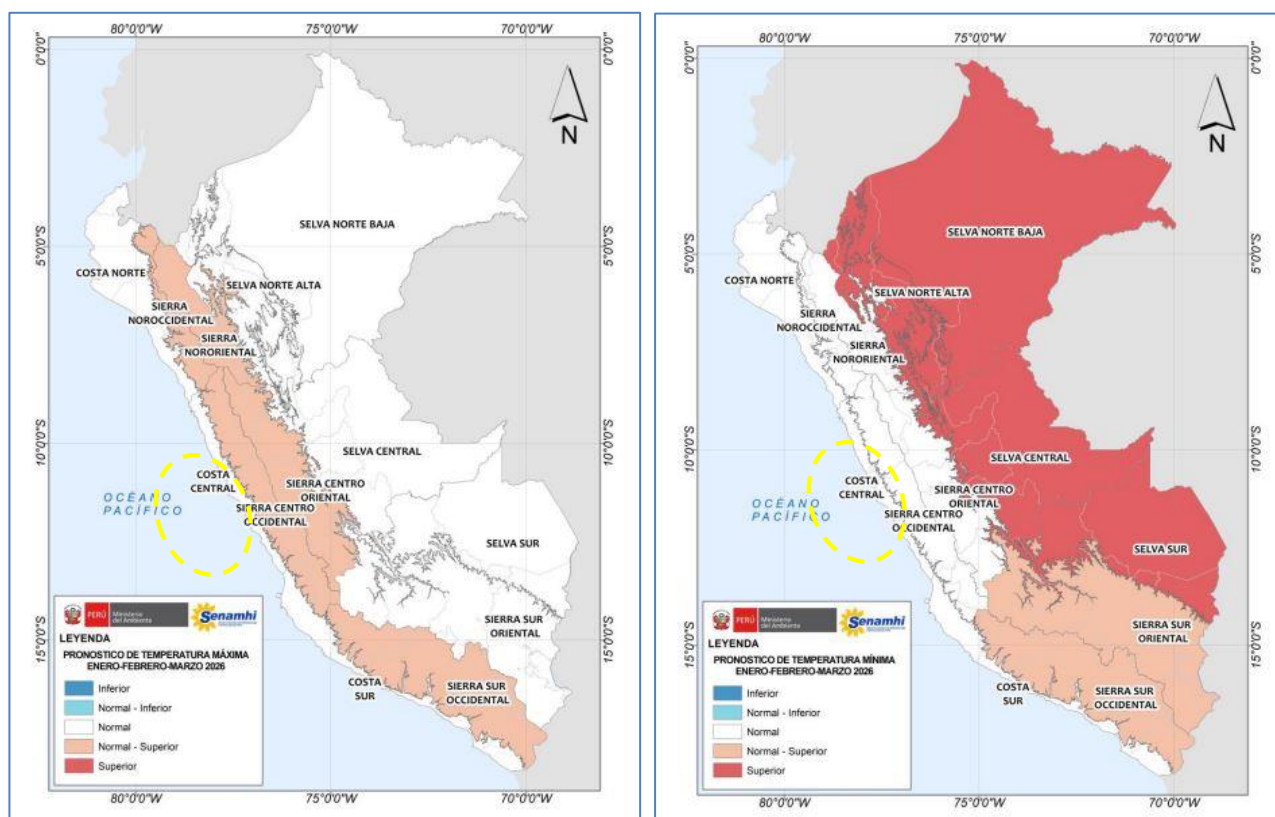 80°0'0"W
75°0'0"W
70°0'0"W
0°0'0"
0°0'0"
N
SELVA NORTE BAJA
5°0'0"S
5°0'0"S
COSTA NORTE
SELVA NORTE ALTA
SIERRA
NOROCCIDENTAL
SIERRA
NORORIENTAL
10°0'0"S
10°0'0"S
SELVA CENTRAL
COSTA
CENTRAL
SIERRA CENTRO
ORIENTAL
OCÉANO
PACÍFICO
SIERRA CENTRO
OCCIDENTAL
SELVA SUR
SIERRA SUR
ORIENTAL
15°0'0"S
15°0'0"S
COSTA
SUR
SIERRA SUR
OCCIDENTAL
PERÚ
Ministerio
del Ambiente
Senamhi
LEYENDA
PRONOSTICO DE TEMPERATURA MÁXIMA
ENERO-FEBRERO-MARZO 2026
Inferior
Normal - Inferior
Normal
Normal - Superior
Superior
80°0'0"W
75°0'0"W
70°0'0"W
80°0'0"W
75°0'0"W
70°0'0"W
0°0'0"
0°0'0"
N
SELVA NORTE BAJA
5°0'0"S
5°0'0"S
COSTA NORTE
SELVA NORTE ALTA
SIERRA
NOROCCIDENTAL
SIERRA
NORORIENTAL
10°0'0"S
10°0'0"S
SELVA CENTRAL
COSTA
CENTRAL
SIERRA CENTRO
ORIENTAL
OCÉANO
PACÍFICO
SIERRA CENTRO
OCCIDENTAL
SELVA SUR
SIERRA SUR
ORIENTAL
15°0'0"S
15°0'0"S
COSTA
SUR
SIERRA SUR
OCCIDENTAL
PERÚ
Ministerio
del Ambiente
Senamhi
LEYENDA
PRONOSTICO DE TEMPERATURA MÍNIMA
ENERO-FEBRERO-MARZO 2026
Inferior
Normal - Inferior
Normal
Normal - Superior
Superior
80°0'0"W
75°0'0"W
70°0'0"W